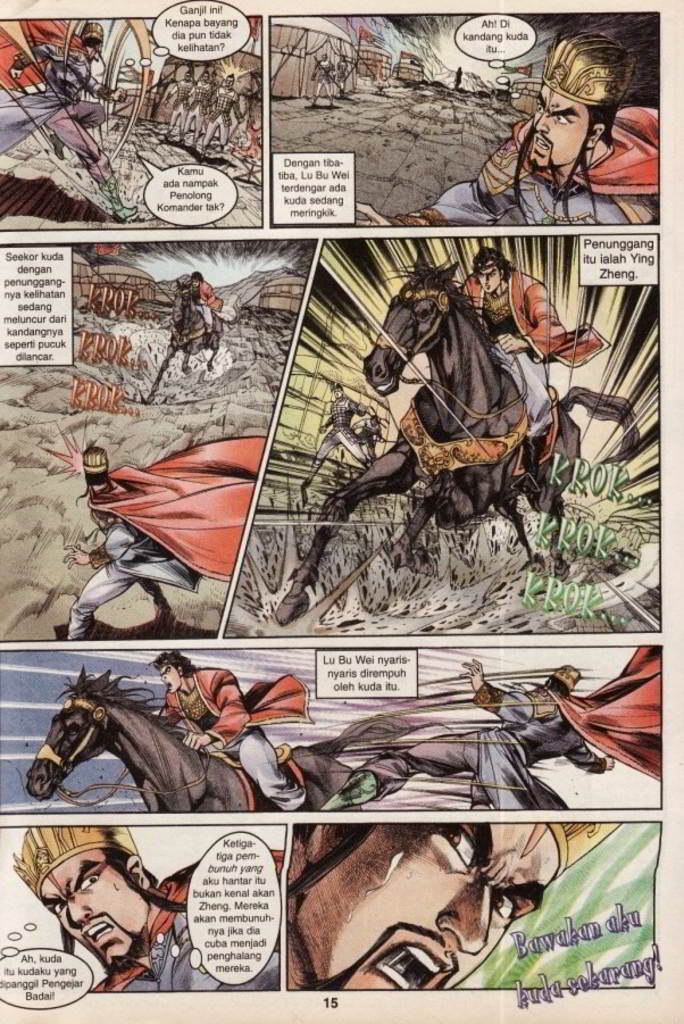 Ganjil ini!
Kenapa bayang
dia pun tidak
kelihatan?
Kamu
ada nampak
Penolong
Komander tak?
Ah! Di
kandang kuda
itu...
Dengan tiba-
tiba, Lu Bu Wei
terdengar ada
kuda sedang
meringkik.
Seekor kuda
dengan
penunggang-
nya kelihatan
sedang
meluncur dari
kandangnya
seperti pucuk
dilancar.
KROK...
KROK...
KROK...
Penunggang
itu ialah Ying
Zheng.
KROK...
KROK...
KROK...
Lu Bu Wei nyaris-
nyaris dirempuh
oleh kuda itu.
Ah, kuda
itu kudaku yang
dipanggil Pengejar
Badai!
Ketiga-
tiga pem-
bunuh yang
aku hantar itu
bukan kenal akan
Zheng. Mereka
akan membunuh-
nya jika dia
cuba menjadi
penghalang
mereka.
Bawakan aku
kuda sekarang!
15